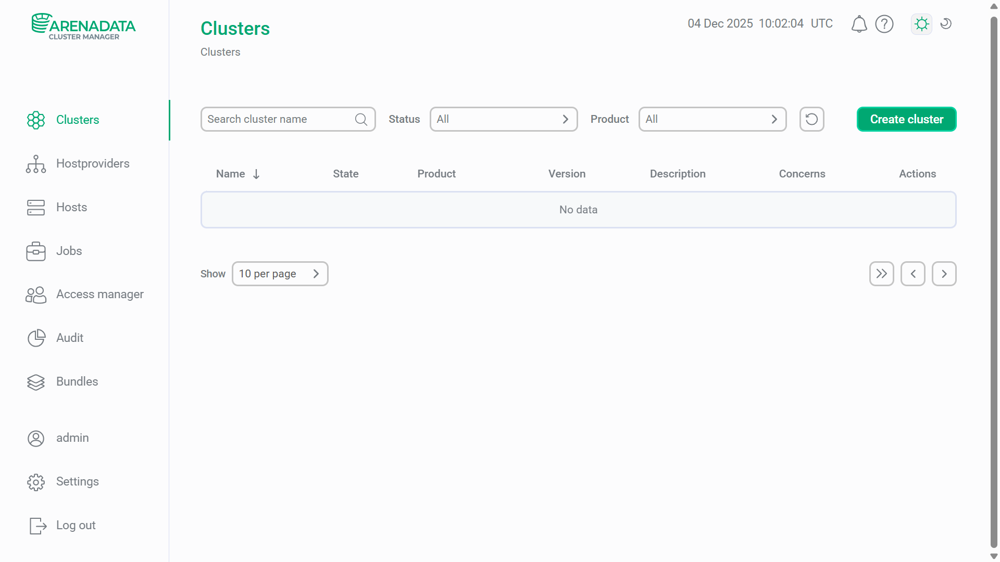 ARENADATA
CLUSTER MANAGER
Clusters
Hostproviders
Hosts
Jobs
Access manager
Audit
Bundles
admin
Settings
Log out
Clusters
Clusters
04 Dec 2025 10:02:04 UTC
Search cluster name
Status
All
Product
All
Create cluster
Name State Product Version Description Concerns Actions
No data
Show 10 per page